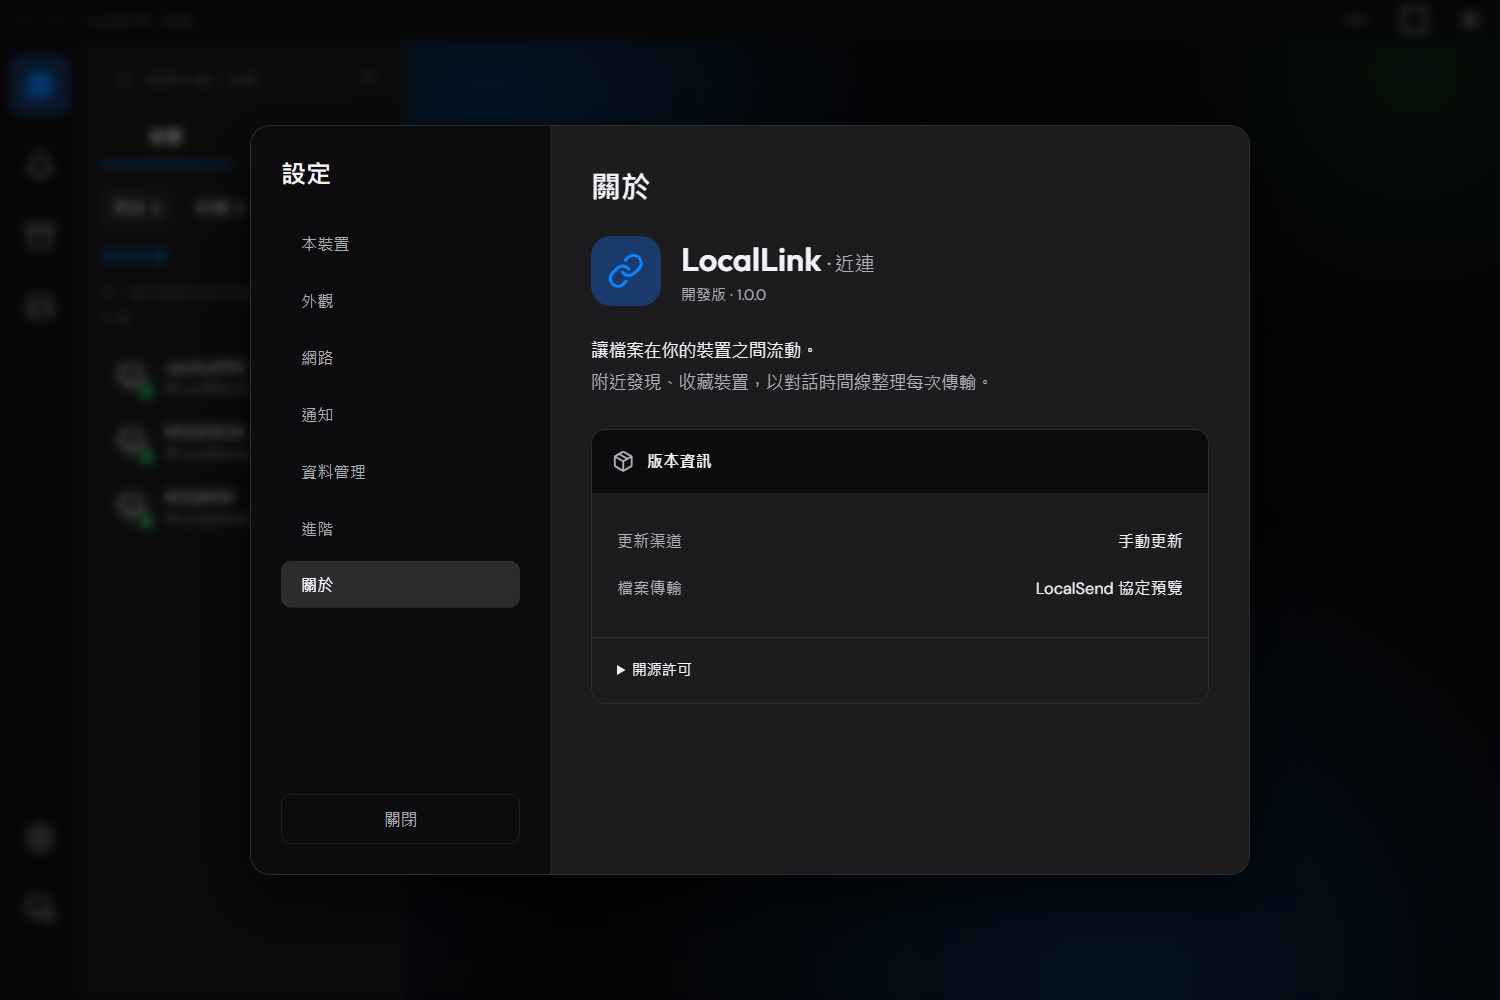 設定
本裝置
外觀
網路
通知
資料管理
進階
關於
關閉
關於
LocalLink · 近連
開發版 · 1.0.0
讓檔案在你的裝置之間流動。
附近發現、收藏裝置，以對話時間線整理每次傳輸。
版本資訊
更新渠道 手動更新
檔案傳輸 LocalSend 協定預覽
▶ 開源許可